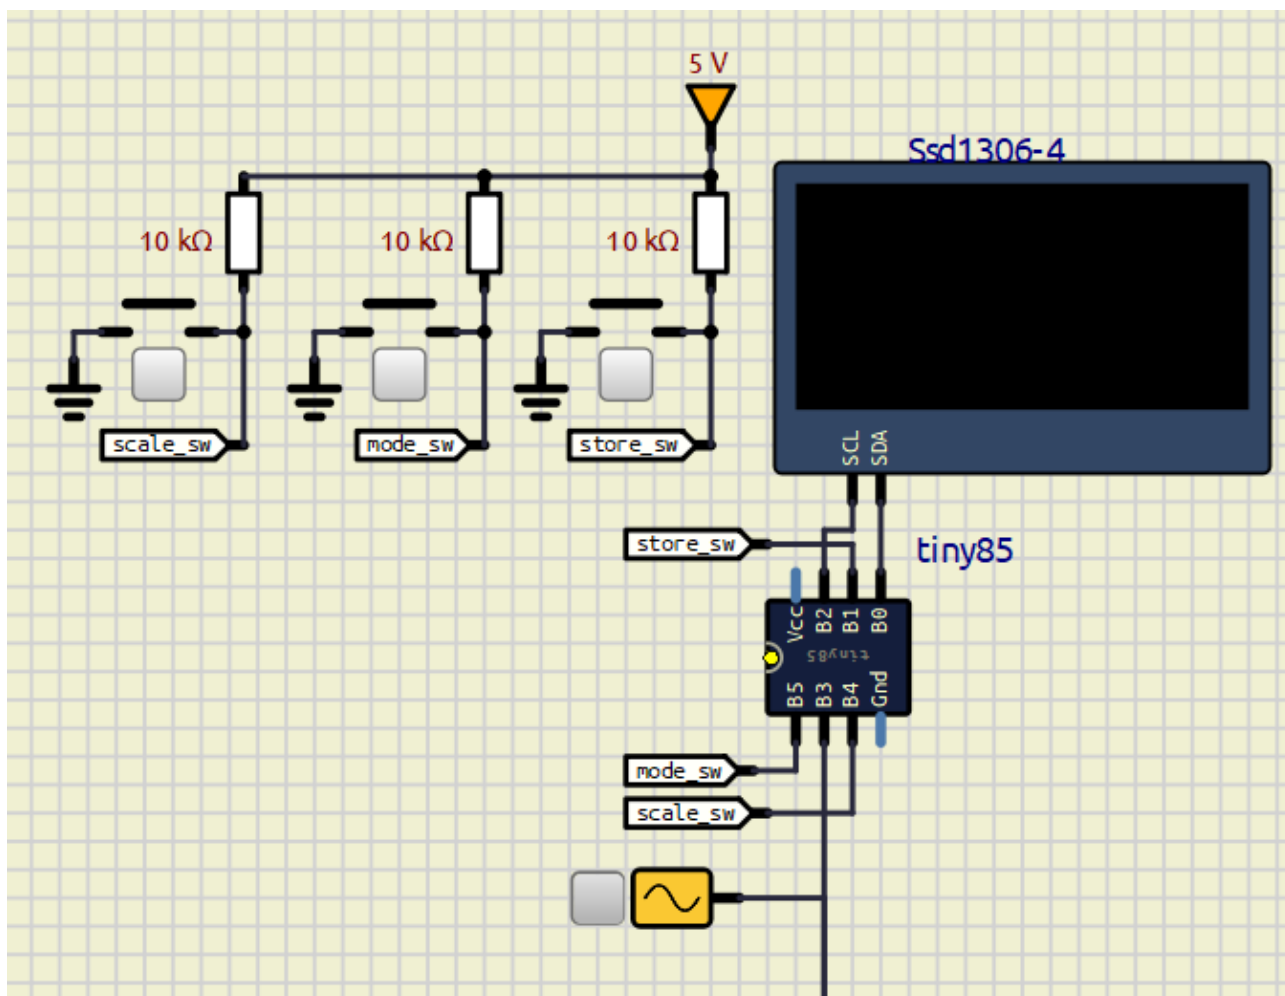 5 V
Ssd1306-4
10 kΩ
10 kΩ
10 kΩ
scale_sw
mode_sw
store_sw
SCL
SDA
store_sw
tiny85
Vcc
B2
B1
B0
tiny85
B5
B3
B4
Gnd
mode_sw
scale_sw